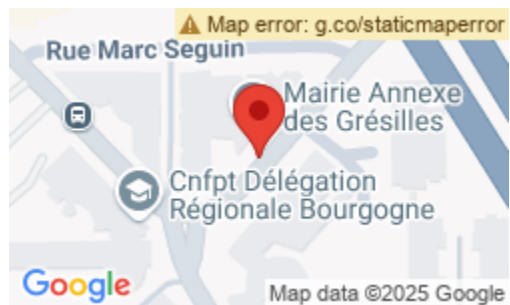 Map error: g.co/staticmaperror
Rue Marc Seguin
Mairie Annexe
des Grésilles
Cnfpt Délégation
Régionale Bourgogne
Google
Map data ©2025 Google